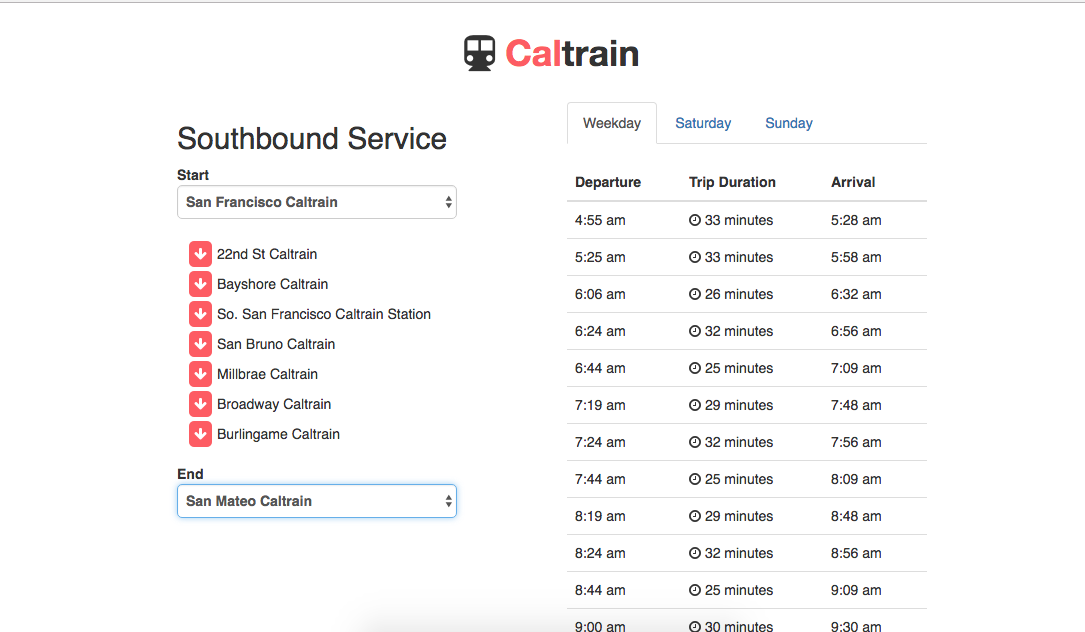 Caltrain
Southbound Service
Start
San Francisco Caltrain
22nd St Caltrain
Bayshore Caltrain
So. San Francisco Caltrain Station
San Bruno Caltrain
Millbrae Caltrain
Broadway Caltrain
Burlingame Caltrain
End
San Mateo Caltrain
Weekday Saturday Sunday
Departure Trip Duration Arrival
4:55 am 33 minutes 5:28 am
5:25 am 33 minutes 5:58 am
6:06 am 26 minutes 6:32 am
6:24 am 32 minutes 6:56 am
6:44 am 25 minutes 7:09 am
7:19 am 29 minutes 7:48 am
7:24 am 32 minutes 7:56 am
7:44 am 25 minutes 8:09 am
8:19 am 29 minutes 8:48 am
8:24 am 32 minutes 8:56 am
8:44 am 25 minutes 9:09 am
9:00 am 30 minutes 9:30 am